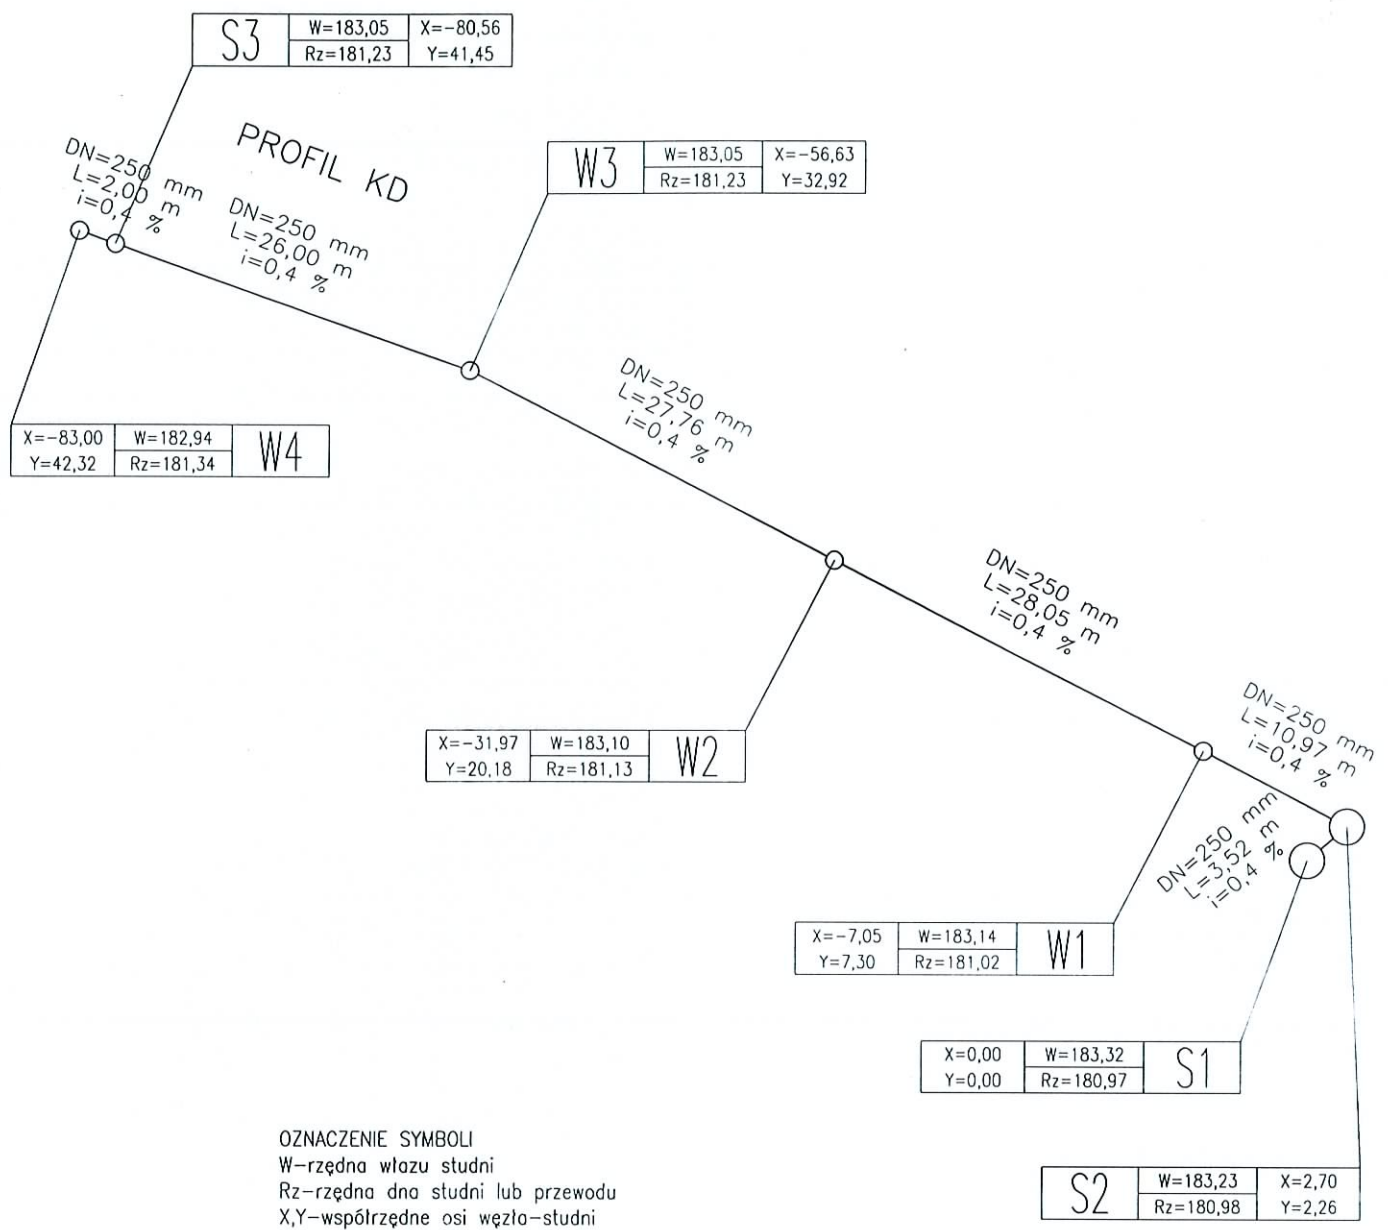 S3
W=183,05
Rz=181,23
X=-80,56
Y=41,45
PROFIL KD
DN=250 mm
L=2,00 m
i=0,4 %
DN=250 mm
L=26,00 m
i=0,4 %
W3
W=183,05
Rz=181,23
X=-56,63
Y=32,92
DN=250 mm
L=27,76 m
i=0,4 %
X=-83,00
Y=42,32
W=182,94
Rz=181,34
W4
DN=250 mm
L=28,05 m
i=0,4 %
X=-31,97
Y=20,18
W=183,10
Rz=181,13
W2
DN=250 mm
L=10,97 m
i=0,4 %
DN=250 mm
L=3,52 m
i=0,4 %
X=-7,05
Y=7,30
W=183,14
Rz=181,02
W1
X=0,00
Y=0,00
W=183,32
Rz=180,97
S1
S2
W=183,23
Rz=180,98
X=2,70
Y=2,26
OZNACZENIE SYMBOLI
W-rzędna włazu studni
Rz-rzędna dna studni lub przewodu
X,Y-współrzędne osi węzła-studni